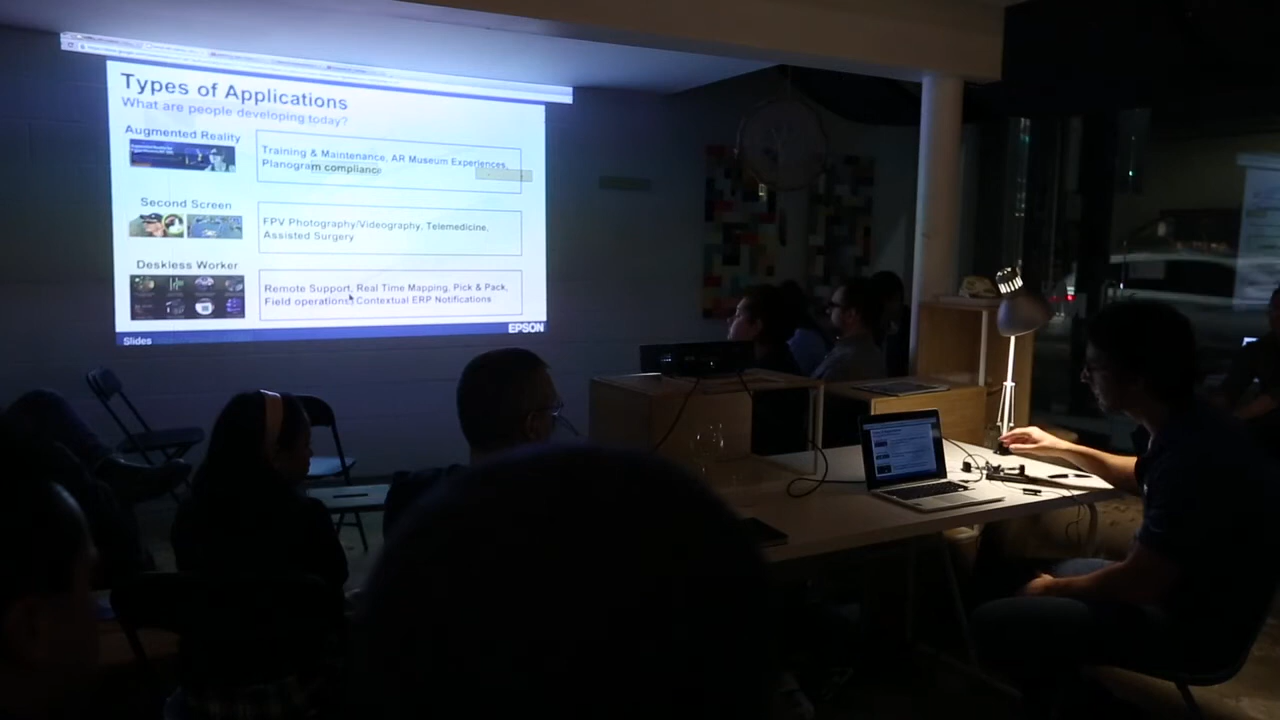 Types of Applications
What are people developing today?
Augmented Reality
Training & Maintenance, AR Museum Experiences,
Planogram compliance
Second Screen
FPV Photography/Videography, Telemedicine,
Assisted Surgery
Deskless Worker
Remote Support, Real Time Mapping, Pick & Pack,
Field operations, Contextual ERP Notifications
EPSON
Slides